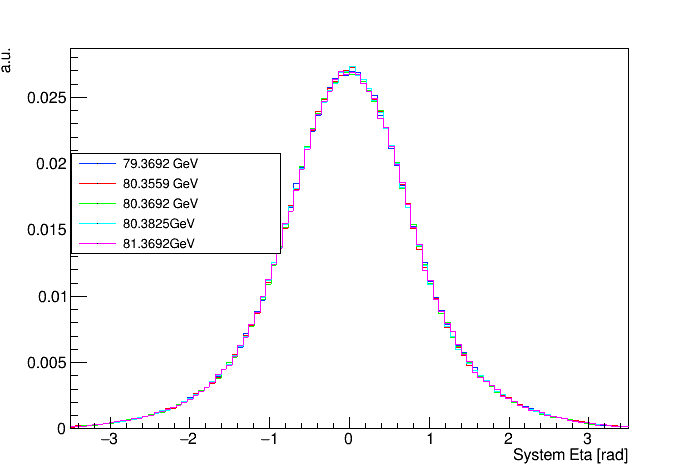 a.u.
0.025
0.02
0.015
0.01
0.005
0
79.3692 GeV
80.3559 GeV
80.3692 GeV
80.3825GeV
81.3692GeV
−3 −2 −1 0 1 2 3
System Eta [rad]